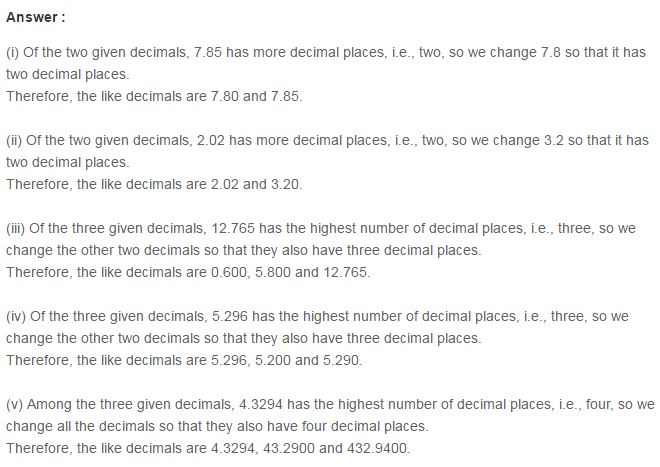 Answer :
(i) Of the two given decimals, 7.85 has more decimal places, i.e., two, so we change 7.8 so that it has
two decimal places.
Therefore, the like decimals are 7.80 and 7.85.
(ii) Of the two given decimals, 2.02 has more decimal places, i.e., two, so we change 3.2 so that it has
two decimal places.
Therefore, the like decimals are 2.02 and 3.20.
(iii) Of the three given decimals, 12.765 has the highest number of decimal places, i.e., three, so we
change the other two decimals so that they also have three decimal places.
Therefore, the like decimals are 0.600, 5.800 and 12.765.
(iv) Of the three given decimals, 5.296 has the highest number of decimal places, i.e., three, so we
change the other two decimals so that they also have three decimal places.
Therefore, the like decimals are 5.296, 5.200 and 5.290.
(v) Among the three given decimals, 4.3294 has the highest number of decimal places, i.e., four, so we
change all the decimals so that they also have four decimal places.
Therefore, the like decimals are 4.3294, 43.2900 and 432.9400.